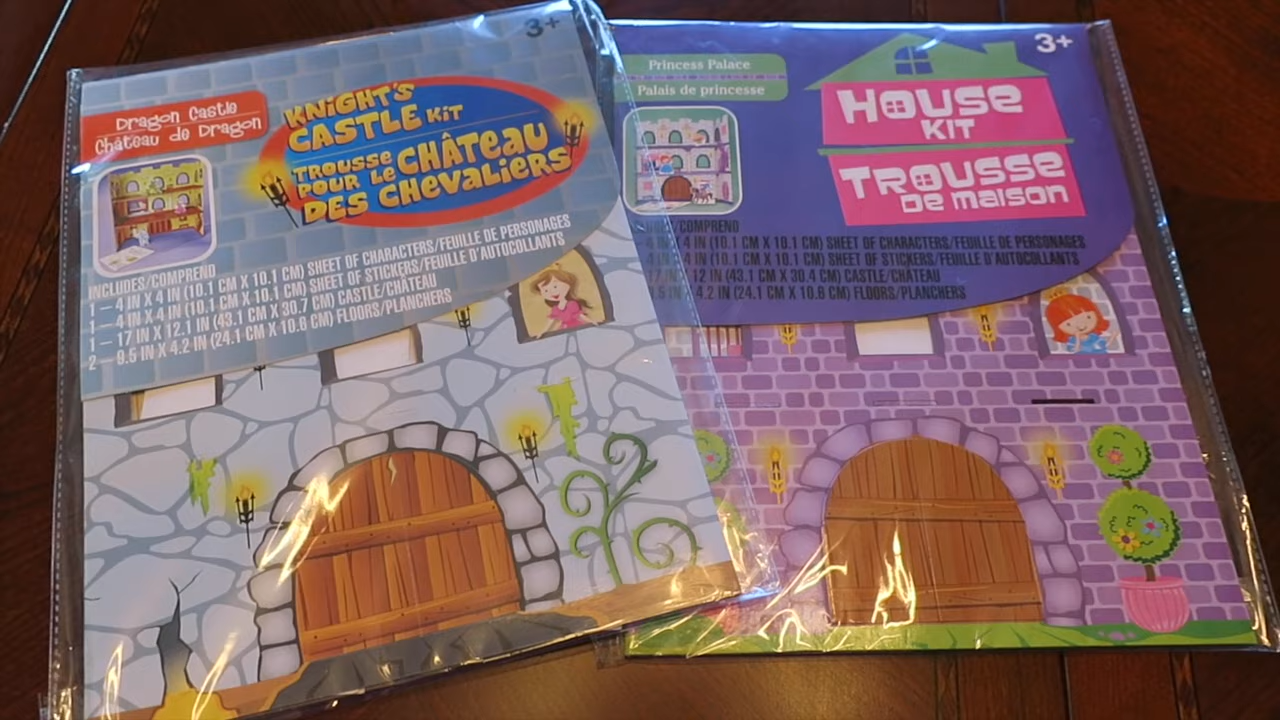 3+
Dragon Castle
Château de Dragon
KNIGHT'S
CASTLE KIT
TROUSSE
POUR LE CHÂTEAU
DES CHEVALIERS
INCLUDES/COMPREND
1 – 4 IN X 4 IN (10.1 CM X 10.1 CM) SHEET OF CHARACTERS/FEUILLE DE PERSONAGES
1 – 4 IN X 4 IN (10.1 CM X 10.1 CM) SHEET OF STICKERS/FEUILLE D'AUTOCOLLANTS
1 – 17 IN X 12.1 IN (43.1 CM X 30.7 CM) CASTLE/CHÂTEAU
2 – 9.5 IN X 4.2 IN (24.1 CM X 10.6 CM) FLOORS/PLANCHERS
3+
Princess Palace
Palais de princesse
HOUSE
KIT
TROUSSE
DE MAISON
/COMPREND
4 IN X 4 IN (10.1 CM X 10.1 CM) SHEET OF CHARACTERS/FEUILLE DE PERSONAGES
4 IN X 4 IN (10.1 CM X 10.1 CM) SHEET OF STICKERS/FEUILLE D'AUTOCOLLANTS
12 IN (43.1 CM X 30.4 CM) CASTLE/CHÂTEAU
4.2 IN (24.1 CM X 10.6 CM) FLOORS/PLANCHERS